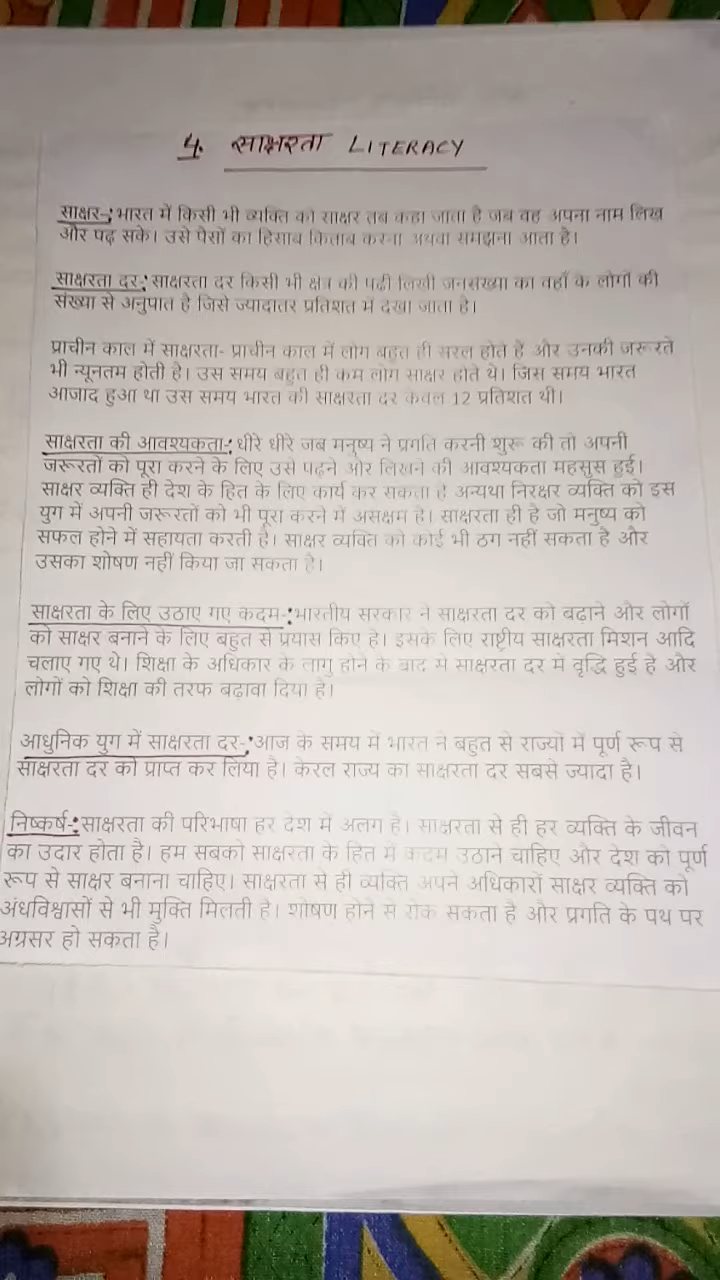 4. साक्षरता LITERACY
साक्षर-: भारत में किसी भी व्यक्ति को साक्षर तब कहा जाता है जब वह अपना नाम लिख
और पढ़ सके। उसे पैसों का हिसाब किताब करना अथवा समझना आता है।
साक्षरता दर-: साक्षरता दर किसी भी क्षेत्र की पढ़ी लिखी जनसंख्या का वहाँ के लोगों की
संख्या से अनुपात है जिसे ज्यादातर प्रतिशत में देखा जाता है।
प्राचीन काल में साक्षरता- प्राचीन काल में लोग बहुत ही सरल होते हैं और उनकी जरूरते
भी न्यूनतम होती है। उस समय बहुत ही कम लोग साक्षर होते थे। जिस समय भारत
आजाद हुआ था उस समय भारत की साक्षरता दर केवल 12 प्रतिशत थी।
साक्षरता की आवश्यकता-: धीरे धीरे जब मनुष्य ने प्रगति करनी शुरू की तो अपनी
जरूरतों को पूरा करने के लिए उसे पढ़ने और लिखने की आवश्यकता महसुस हुई।
साक्षर व्यक्ति ही देश के हित के लिए कार्य कर सकता है अन्यथा निरक्षर व्यक्ति को इस
युग में अपनी जरूरतों को भी पूरा करने में असक्षम है। साक्षरता ही है जो मनुष्य को
सफल होने में सहायता करती है। साक्षर व्यक्ति को कोई भी ठग नहीं सकता है और
उसका शोषण नहीं किया जा सकता है।
साक्षरता के लिए उठाए गए कदम-: भारतीय सरकार ने साक्षरता दर को बढ़ाने और लोगों
को साक्षर बनाने के लिए बहुत से प्रयास किए है। इसके लिए राष्ट्रीय साक्षरता मिशन आदि
चलाए गए थे। शिक्षा के अधिकार के लागु होने के बाद से साक्षरता दर में वृद्धि हुई है और
लोगों को शिक्षा की तरफ बढ़ावा दिया है।
आधुनिक युग में साक्षरता दर-: आज के समय में भारत ने बहुत से राज्यों में पूर्ण रूप से
साक्षरता दर को प्राप्त कर लिया है। केरल राज्य का साक्षरता दर सबसे ज्यादा है।
निष्कर्ष-: साक्षरता की परिभाषा हर देश में अलग है। साक्षरता से ही हर व्यक्ति के जीवन
का उदार होता है। हम सबको साक्षरता के हित में कदम उठाने चाहिए और देश को पूर्ण
रूप से साक्षर बनाना चाहिए। साक्षरता से ही व्यक्ति अपने अधिकारों साक्षर व्यक्ति को
अंधविश्वासों से भी मुक्ति मिलती है। शोषण होने से रोक सकता है और प्रगति के पथ पर
अग्रसर हो सकता है।